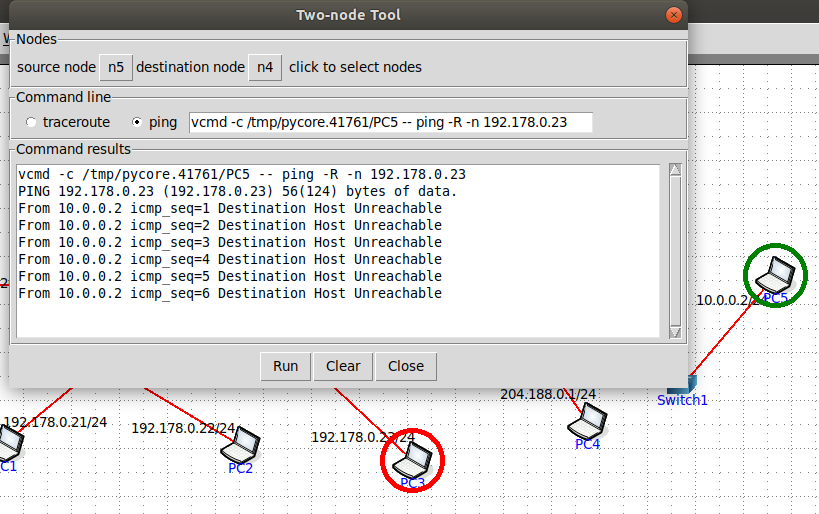 Two-node Tool
Nodes
source node n5 destination node n4 click to select nodes
Command line
traceroute ping vcmd -c /tmp/pycore.41761/PC5 -- ping -R -n 192.178.0.23
Command results
vcmd -c /tmp/pycore.41761/PC5 -- ping -R -n 192.178.0.23
PING 192.178.0.23 (192.178.0.23) 56(124) bytes of data.
From 10.0.0.2 icmp_seq=1 Destination Host Unreachable
From 10.0.0.2 icmp_seq=2 Destination Host Unreachable
From 10.0.0.2 icmp_seq=3 Destination Host Unreachable
From 10.0.0.2 icmp_seq=4 Destination Host Unreachable
From 10.0.0.2 icmp_seq=5 Destination Host Unreachable
From 10.0.0.2 icmp_seq=6 Destination Host Unreachable
Run Clear Close
10.0.0.2/24
PC5
204.188.0.1/24
Switch1
192.178.0.21/24
192.178.0.22/24
192.178.0.23/24
C1
PC2
PC3
PC4